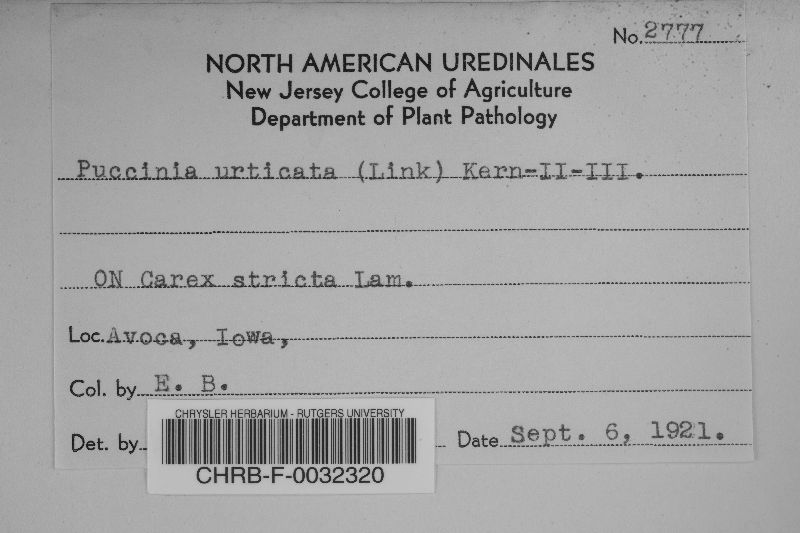 No. 2777
NORTH AMERICAN UREDINALES
New Jersey College of Agriculture
Department of Plant Pathology
Puccinia urticata (Link) Kern-II-III.
ON Carex stricta Lam.
Loc. Avoca, Iowa,
Col. by E. B.
Det. by Date Sept. 6, 1921.
CHRYSLER HERBARIUM - RUTGERS UNIVERSITY
CHRB-F-0032320